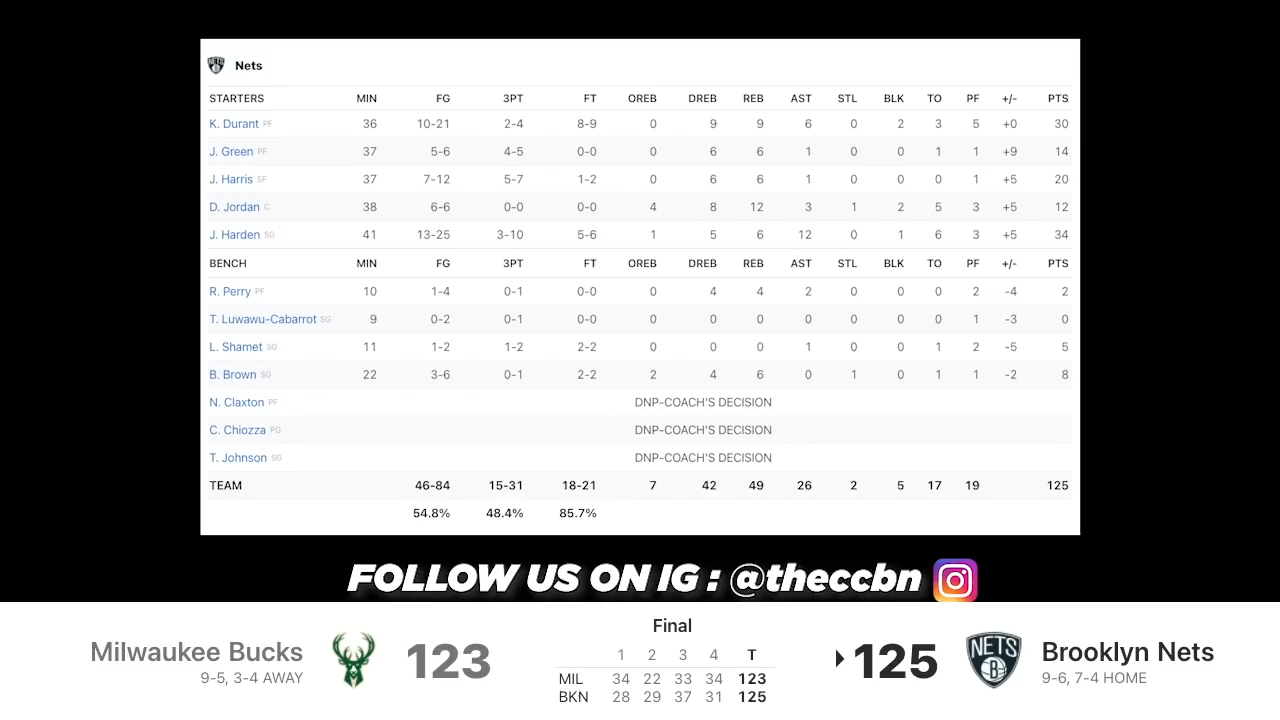 Nets
STARTERS MIN FG 3PT FT OREB DREB REB AST STL BLK TO PF +/- PTS
K. Durant PF 36 10-21 2-4 8-9 0 9 9 6 0 2 3 5 +0 30
J. Green PF 37 5-6 4-5 0-0 0 6 6 1 0 0 1 1 +9 14
J. Harris SF 37 7-12 5-7 1-2 0 6 6 1 0 0 0 1 +5 20
D. Jordan C 38 6-6 0-0 0-0 4 8 12 3 1 2 5 3 +5 12
J. Harden SG 41 13-25 3-10 5-6 1 5 6 12 0 1 6 3 +5 34
BENCH MIN FG 3PT FT OREB DREB REB AST STL BLK TO PF +/- PTS
R. Perry PF 10 1-4 0-1 0-0 0 4 4 2 0 0 0 2 -4 2
T. Luwawu-Cabarrot SG 9 0-2 0-1 0-0 0 0 0 0 0 0 0 1 -3 0
L. Shamet SG 11 1-2 1-2 2-2 0 0 0 1 0 0 1 2 -5 5
B. Brown SG 22 3-6 0-1 2-2 2 4 6 0 1 0 1 1 -2 8
N. Claxton PF DNP-COACH'S DECISION
C. Chiozza PG DNP-COACH'S DECISION
T. Johnson SG DNP-COACH'S DECISION
TEAM 46-84 15-31 18-21 7 42 49 26 2 5 17 19 125
54.8% 48.4% 85.7%
FOLLOW US ON IG : @theccbn
Final
Milwaukee Bucks 123 1 2 3 4 T 125 NETS B Brooklyn Nets
9-5, 3-4 AWAY MIL 34 22 33 34 123 9-6, 7-4 HOME
BKN 28 29 37 31 125